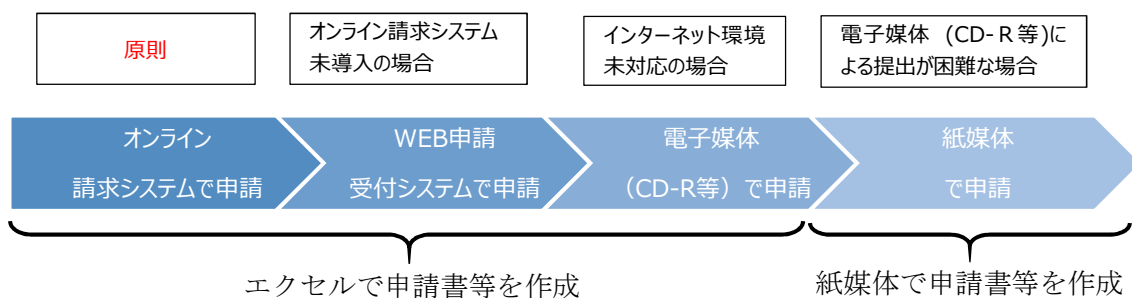 原則
オンライン請求システム
未導入の場合
インターネット環境
未対応の場合
電子媒体 (CD-R等)に
よる提出が困難な場合
オンライン
請求システムで申請
WEB申請
受付システムで申請
電子媒体
（CD-R等）で申請
紙媒体
で申請
エクセルで申請書等を作成
紙媒体で申請書等を作成